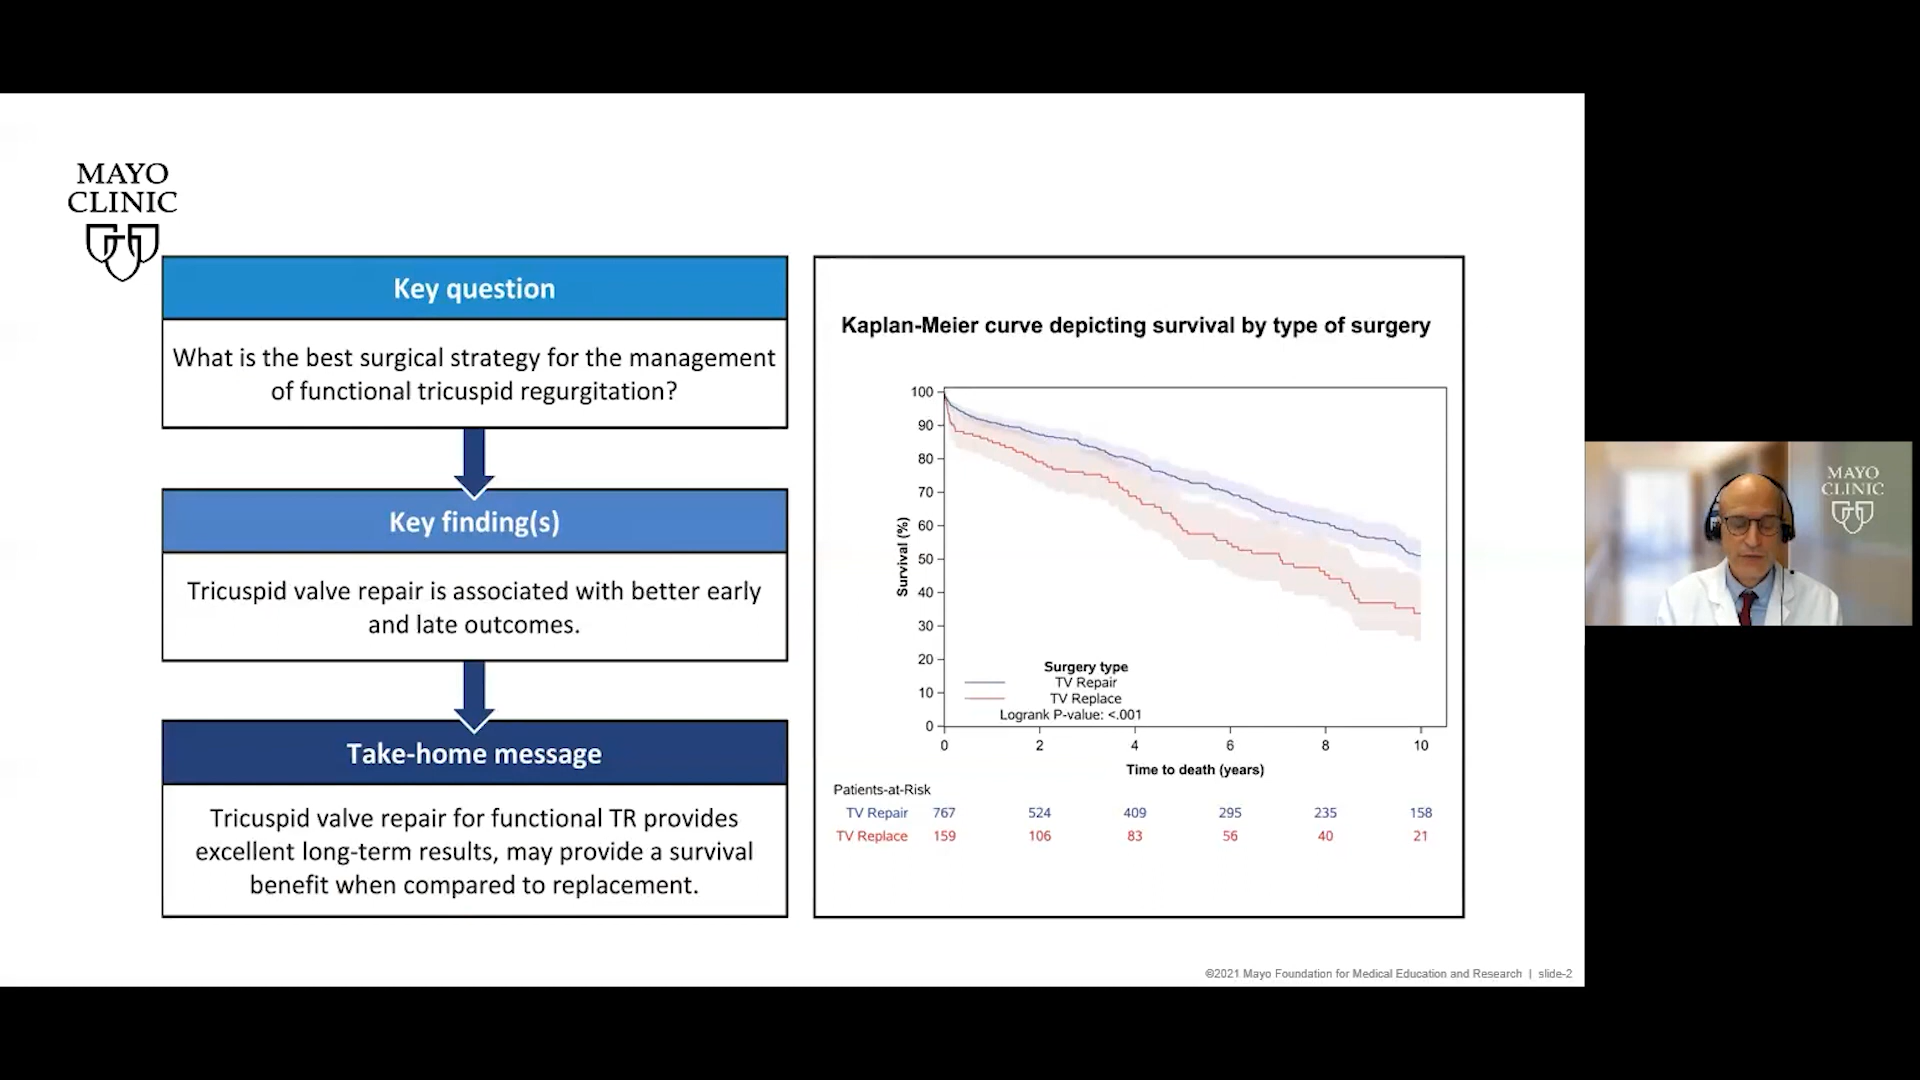 MAYO
CLINIC
Key question
What is the best surgical strategy for the management
of functional tricuspid regurgitation?
Key finding(s)
Tricuspid valve repair is associated with better early
and late outcomes.
Take-home message
Tricuspid valve repair for functional TR provides
excellent long-term results, may provide a survival
benefit when compared to replacement.
Kaplan-Meier curve depicting survival by type of surgery
100
90
80
70
60
50
40
30
20
10
0
Survival (%)
Surgery type
TV Repair
TV Replace
Logrank P-value: <.001
0 2 4 6 8 10
Time to death (years)
Patients-at-Risk
TV Repair 767 524 409 295 235 158
TV Replace 159 106 83 56 40 21
©2021 Mayo Foundation for Medical Education and Research | slide-2
MAYO
CLINIC